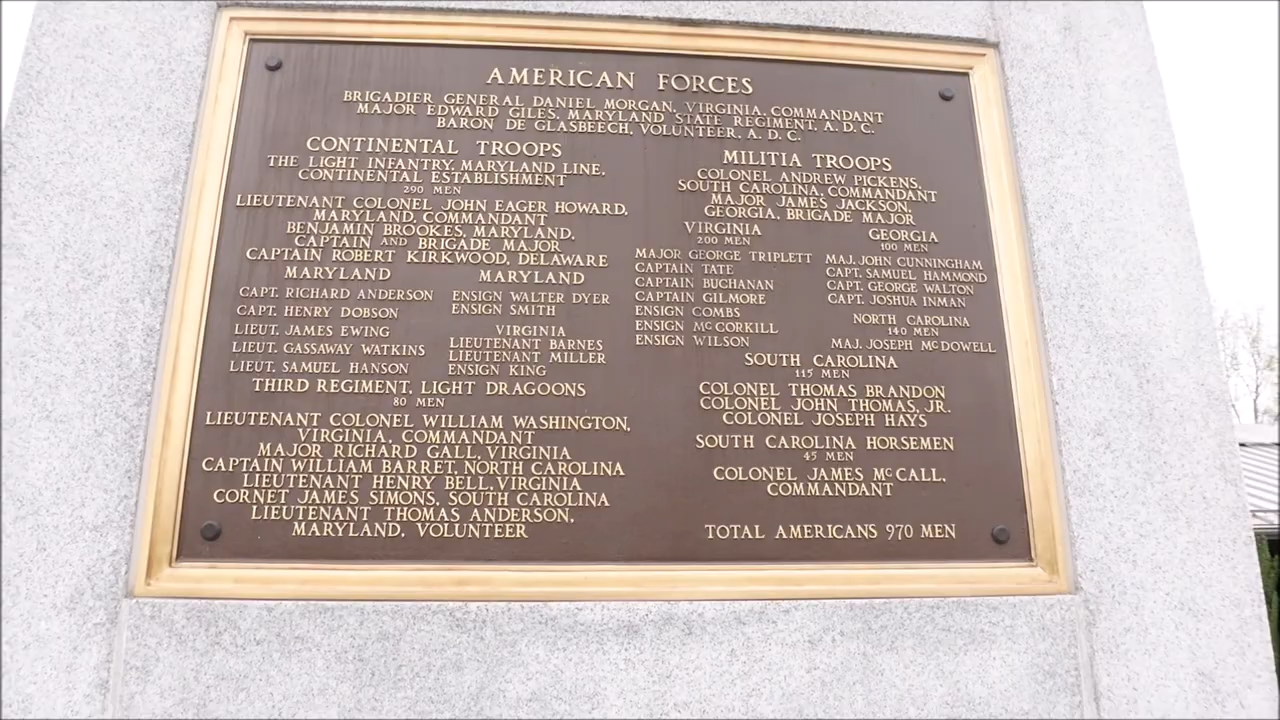 AMERICAN FORCES
BRIGADIER GENERAL DANIEL MORGAN, VIRGINIA, COMMANDANT
MAJOR EDWARD GILES, MARYLAND STATE REGIMENT, A. D. C.
BARON DE GLASBEECH, VOLUNTEER, A. D. C.
CONTINENTAL TROOPS
THE LIGHT INFANTRY, MARYLAND LINE,
CONTINENTAL ESTABLISHMENT
290 MEN
LIEUTENANT COLONEL JOHN EAGER HOWARD,
MARYLAND, COMMANDANT
BENJAMIN BROOKES, MARYLAND,
CAPTAIN AND BRIGADE MAJOR
CAPTAIN ROBERT KIRKWOOD, DELAWARE
MARYLAND
CAPT. RICHARD ANDERSON
CAPT. HENRY DOBSON
LIEUT. JAMES EWING
LIEUT. GASSAWAY WATKINS
LIEUT. SAMUEL HANSON
MARYLAND
ENSIGN WALTER DYER
ENSIGN SMITH
VIRGINIA
LIEUTENANT BARNES
LIEUTENANT MILLER
ENSIGN KING
THIRD REGIMENT, LIGHT DRAGOONS
80 MEN
LIEUTENANT COLONEL WILLIAM WASHINGTON,
VIRGINIA, COMMANDANT
MAJOR RICHARD GALL, VIRGINIA
CAPTAIN WILLIAM BARRET, NORTH CAROLINA
LIEUTENANT HENRY BELL, VIRGINIA
CORNET JAMES SIMONS, SOUTH CAROLINA
LIEUTENANT THOMAS ANDERSON,
MARYLAND, VOLUNTEER
MILITIA TROOPS
COLONEL ANDREW PICKENS,
SOUTH CAROLINA, COMMANDANT
MAJOR JAMES JACKSON,
GEORGIA, BRIGADE MAJOR
VIRGINIA
200 MEN
MAJOR GEORGE TRIPLETT
CAPTAIN TATE
CAPTAIN BUCHANAN
CAPTAIN GILMORE
ENSIGN COMBS
ENSIGN McCORKILL
ENSIGN WILSON
GEORGIA
100 MEN
MAJ. JOHN CUNNINGHAM
CAPT. SAMUEL HAMMOND
CAPT. GEORGE WALTON
CAPT. JOSHUA INMAN
NORTH CAROLINA
140 MEN
MAJ. JOSEPH McDOWELL
SOUTH CAROLINA
115 MEN
COLONEL THOMAS BRANDON
COLONEL JOHN THOMAS, JR.
COLONEL JOSEPH HAYS
SOUTH CAROLINA HORSEMEN
45 MEN
COLONEL JAMES McCALL,
COMMANDANT
TOTAL AMERICANS 970 MEN